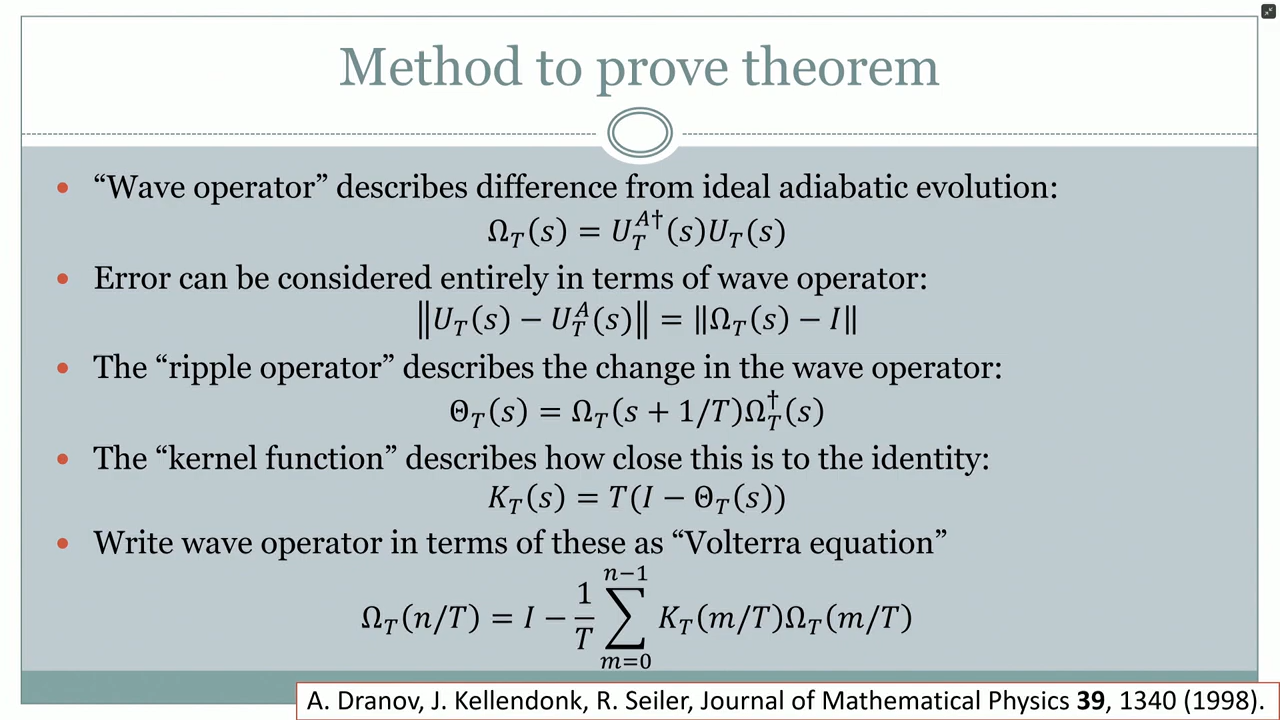 Method to prove theorem
• “Wave operator” describes difference from ideal adiabatic evolution:
Ω_T(s) = U_T^{A†}(s)U_T(s)
• Error can be considered entirely in terms of wave operator:
‖U_T(s) − U_T^A(s)‖ = ‖Ω_T(s) − I‖
• The “ripple operator” describes the change in the wave operator:
Θ_T(s) = Ω_T(s + 1/T)Ω_T^†(s)
• The “kernel function” describes how close this is to the identity:
K_T(s) = T(I − Θ_T(s))
• Write wave operator in terms of these as “Volterra equation”
Ω_T(n/T) = I − \frac{1}{T} \sum_{m=0}^{n−1} K_T(m/T)Ω_T(m/T)
A. Dranov, J. Kellendonk, R. Seiler, Journal of Mathematical Physics 39, 1340 (1998).